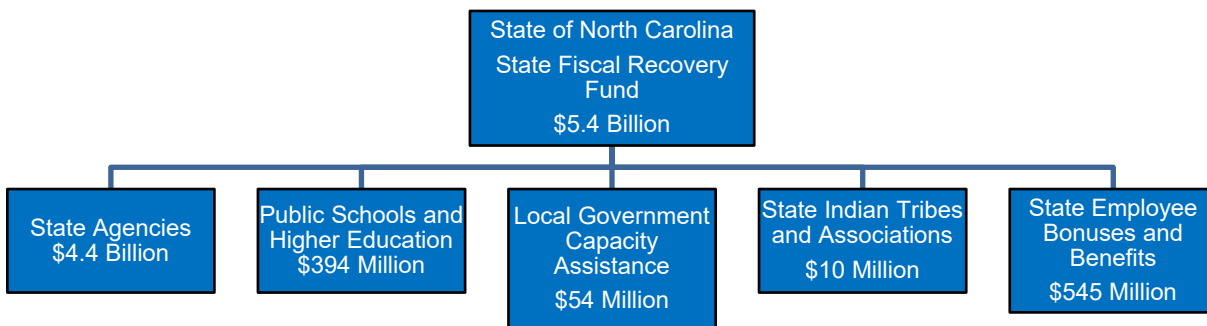 State of North Carolina
State Fiscal Recovery
Fund
$5.4 Billion
State Agencies
$4.4 Billion
Public Schools and
Higher Education
$394 Million
Local Government
Capacity
Assistance
$54 Million
State Indian Tribes
and Associations
$10 Million
State Employee
Bonuses and
Benefits
$545 Million